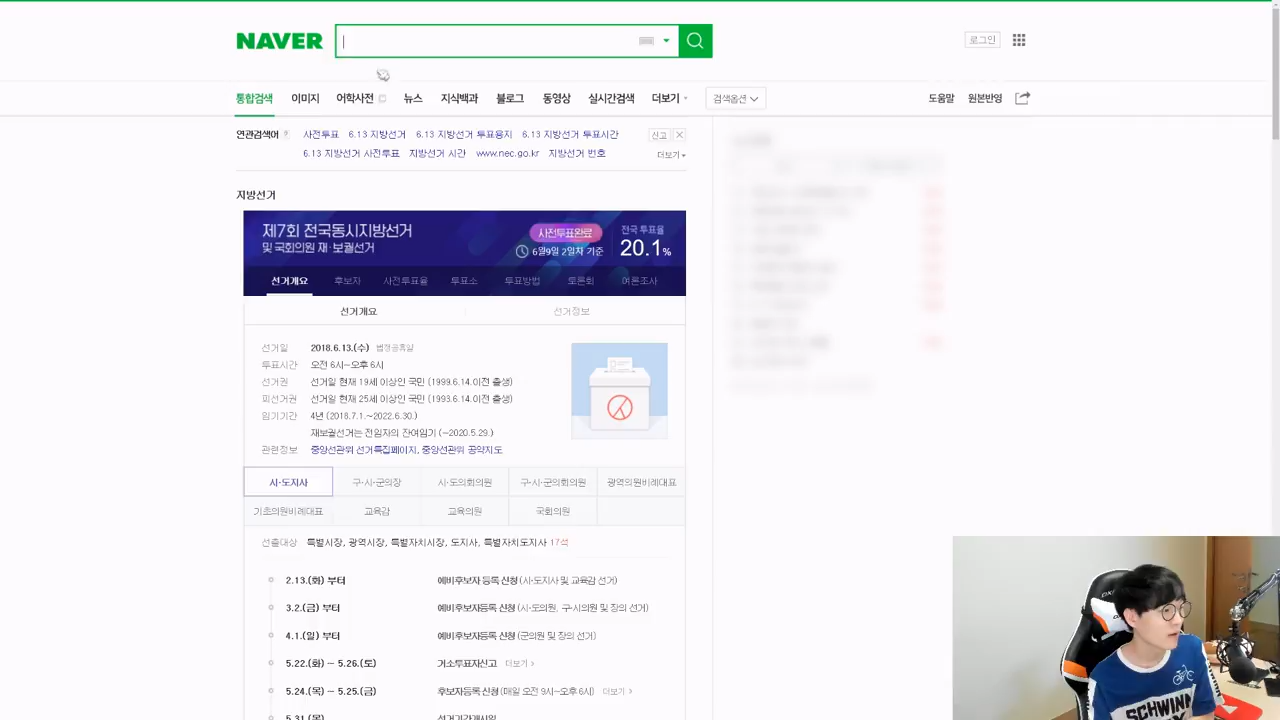 NAVER
로그인
통합검색 이미지 어학사전 뉴스 지식백과 블로그 동영상 실시간검색 더보기 검색옵션 도움말 원본반영
연관검색어 사전투표 6.13 지방선거 6.13 지방선거 투표용지 6.13 지방선거 투표시간 신고
6.13 지방선거 사전투표 지방선거 시간 www.nec.go.kr 지방선거 번호 더보기
지방선거
제7회 전국동시지방선거 사전투표완료 전국 투표율
및 국회의원 재·보궐선거 6월9일 2일차 기준 20.1%
선거개요 후보자 사전투표율 투표소 투표방법 토론회 여론조사
선거개요 선거정보
선거일 2018.6.13.(수) 법정공휴일
투표시간 오전 6시~오후 6시
선거권 선거일 현재 19세 이상인 국민 (1999.6.14.이전 출생)
피선거권 선거일 현재 25세 이상인 국민 (1993.6.14.이전 출생)
임기기간 4년 (2018.7.1.~2022.6.30.)
재보궐선거는 전임자의 잔여임기 (~2020.5.29.)
관련정보 중앙선관위 선거특집페이지, 중앙선관위 공약지도
시·도지사 구·시·군의장 시·도의회의원 구·시·군의회의원 광역의원비례대표
기초의원비례대표 교육감 교육의원 국회의원
선출대상 특별시장, 광역시장, 특별자치시장, 도지사, 특별자치도지사 17석
2.13.(화) 부터 예비후보자 등록 신청 (시·도지사 및 교육감 선거)
3.2.(금) 부터 예비후보자등록 신청 (시·도의원, 구·시의원 및 장의 선거)
4.1.(일) 부터 예비후보자등록 신청 (군의원 및 장의 선거)
5.22.(화) ~ 5.26.(토) 거소투표자신고 더보기
5.24.(목) ~ 5.25.(금) 후보자등록 신청 (매일 오전 9시~오후 6시) 더보기
5.31.(목) 선거기간개시일
SCHWINN